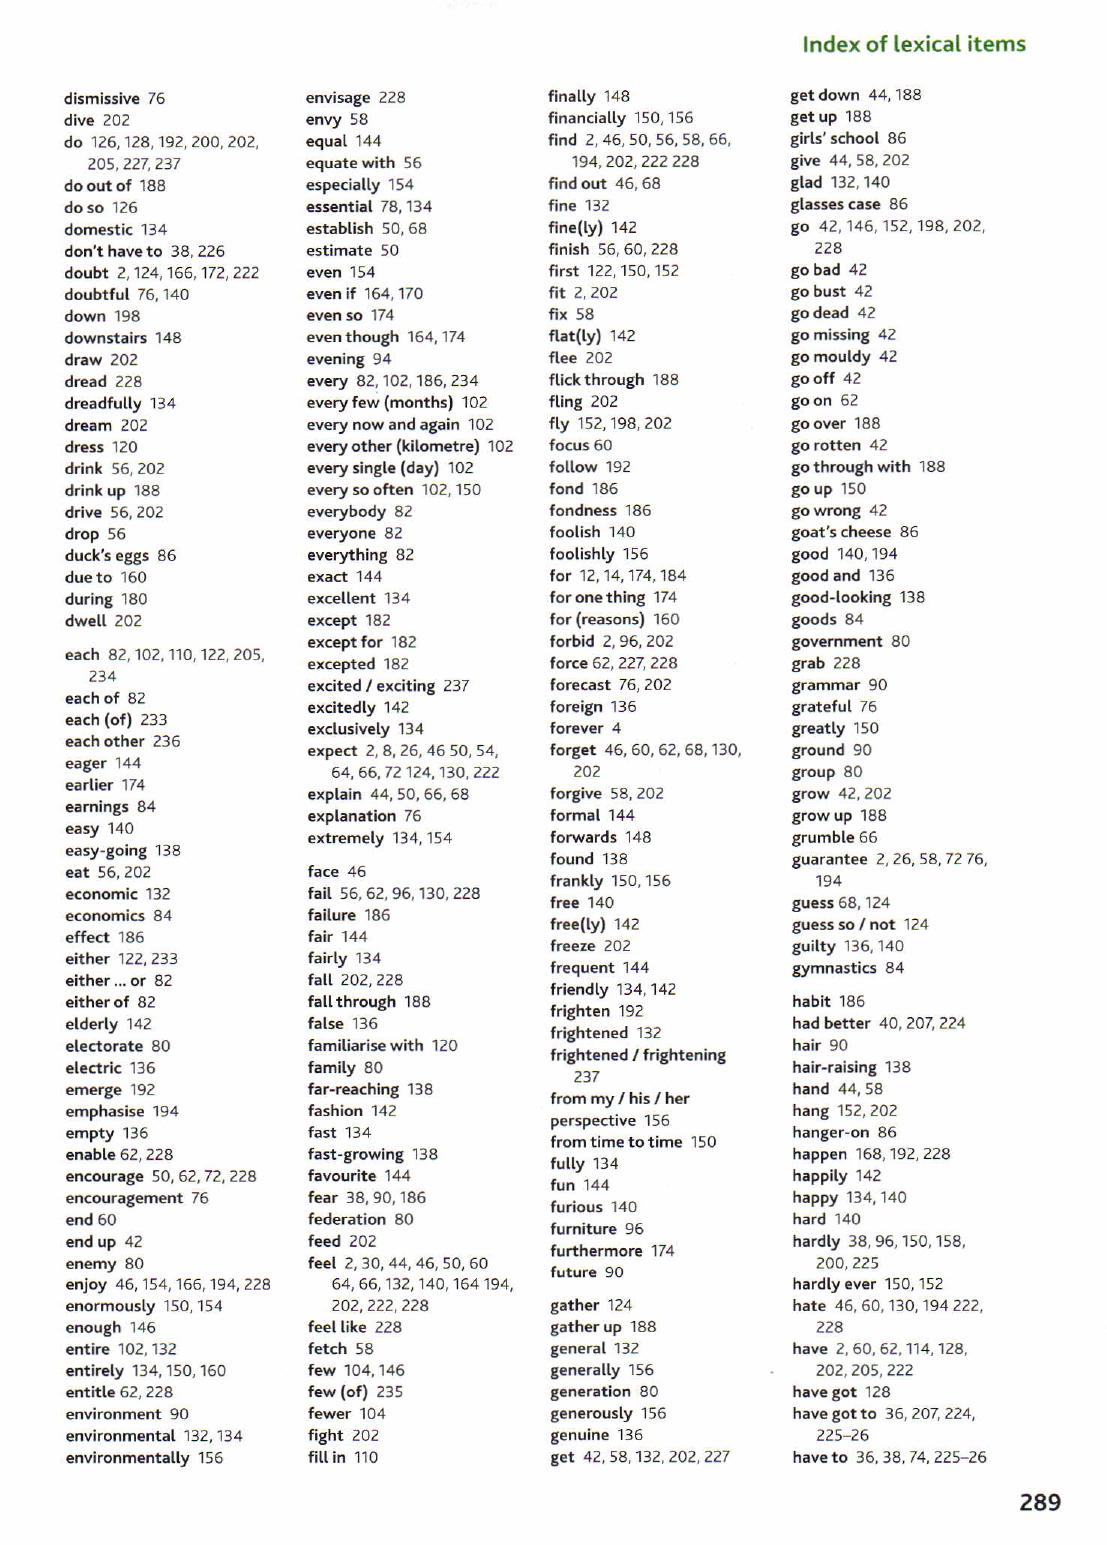 Index of lexical items
dismissive 76
dive 202
do 126, 128, 192, 200, 202,
205, 227, 237
do out of 188
do so 126
domestic 134
don't have to 38, 226
doubt 2, 124, 166, 172, 222
doubtful 76, 140
down 198
downstairs 148
draw 202
dread 228
dreadfully 134
dream 202
dress 120
drink 56, 202
drink up 188
drive 56, 202
drop 56
duck's eggs 86
due to 160
during 180
dwell 202
each 82, 102, 110, 122, 205,
234
each of 82
each (of) 233
each other 236
eager 144
earlier 174
earnings 84
easy 140
easy-going 138
eat 56, 202
economic 132
economics 84
effect 186
either 122, 233
either ... or 82
either of 82
elderly 142
electorate 80
electric 136
emerge 192
emphasise 194
empty 136
enable 62, 228
encourage 50, 62, 72, 228
encouragement 76
end 60
end up 42
enemy 80
enjoy 46, 154, 166, 194, 228
enormously 150, 154
enough 146
entire 102, 132
entirely 134, 150, 160
entitle 62, 228
environment 90
environmental 132, 134
environmentally 156
envisage 228
envy 58
equal 144
equate with 56
especially 154
essential 78, 134
establish 50, 68
estimate 50
even 154
even if 164, 170
even so 174
even though 164, 174
evening 94
every 82, 102, 186, 234
every few (months) 102
every now and again 102
every other (kilometre) 102
every single (day) 102
every so often 102, 150
everybody 82
everyone 82
everything 82
exact 144
excellent 134
except 182
except for 182
excepted 182
excited / exciting 237
excitedly 142
exclusively 134
expect 2, 8, 26, 46 50, 54,
64, 66, 72 124, 130, 222
explain 44, 50, 66, 68
explanation 76
extremely 134, 154
face 46
fail 56, 62, 96, 130, 228
failure 186
fair 144
fairly 134
fall 202, 228
fall through 188
false 136
familiarise with 120
family 80
far-reaching 138
fashion 142
fast 134
fast-growing 138
favourite 144
fear 38, 90, 186
federation 80
feed 202
feel 2, 30, 44, 46, 50, 60
64, 66, 132, 140, 164 194,
202, 222, 228
feel like 228
fetch 58
few 104, 146
few (of) 235
fewer 104
fight 202
fill in 110
finally 148
financially 150, 156
find 2, 46, 50, 56, 58, 66,
194, 202, 222 228
find out 46, 68
fine 132
fine(ly) 142
finish 56, 60, 228
first 122, 150, 152
fit 2, 202
fix 58
flat(ly) 142
flee 202
flick through 188
fling 202
fly 152, 198, 202
focus 60
follow 192
fond 186
fondness 186
foolish 140
foolishly 156
for 12, 14, 174, 184
for one thing 174
for (reasons) 160
forbid 2, 96, 202
force 62, 227, 228
forecast 76, 202
foreign 136
forever 4
forget 46, 60, 62, 68, 130,
202
forgive 58, 202
formal 144
forwards 148
found 138
frankly 150, 156
free 140
free(ly) 142
freeze 202
frequent 144
friendly 134, 142
frighten 192
frightened 132
frightened / frightening
237
from my / his / her
perspective 156
from time to time 150
fully 134
fun 144
furious 140
furniture 96
furthermore 174
future 90
gather 124
gather up 188
general 132
generally 156
generation 80
generously 156
genuine 136
get 42, 58, 132, 202, 227
get down 44, 188
get up 188
girls' school 86
give 44, 58, 202
glad 132, 140
glasses case 86
go 42, 146, 152, 198, 202,
228
go bad 42
go bust 42
go dead 42
go missing 42
go mouldy 42
go off 42
go on 62
go over 188
go rotten 42
go through with 188
go up 150
go wrong 42
goat's cheese 86
good 140, 194
good and 136
good-looking 138
goods 84
government 80
grab 228
grammar 90
grateful 76
greatly 150
ground 90
group 80
grow 42, 202
grow up 188
grumble 66
guarantee 2, 26, 58, 72 76,
194
guess 68, 124
guess so / not 124
guilty 136, 140
gymnastics 84
habit 186
had better 40, 207, 224
hair 90
hair-raising 138
hand 44, 58
hang 152, 202
hanger-on 86
happen 168, 192, 228
happily 142
happy 134, 140
hard 140
hardly 38, 96, 150, 158,
200, 225
hardly ever 150, 152
hate 46, 60, 130, 194 222,
228
have 2, 60, 62, 114, 128,
202, 205, 222
have got 128
have got to 36, 207, 224,
225–26
have to 36, 38, 74, 225–26
289